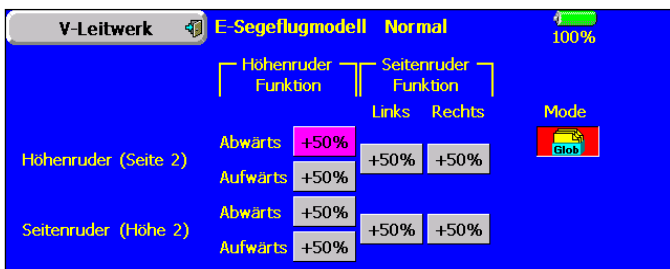 V-Leitwerk E-Segeflugmodell Normal 100%
Höhenruder Seitenruder
Funktion Funktion
Links Rechts Mode
Abwärts +50%
Höhenruder (Seite 2) +50% +50% Glob
Aufwärts +50%
Abwärts +50%
Seitenruder (Höhe 2) +50% +50%
Aufwärts +50%